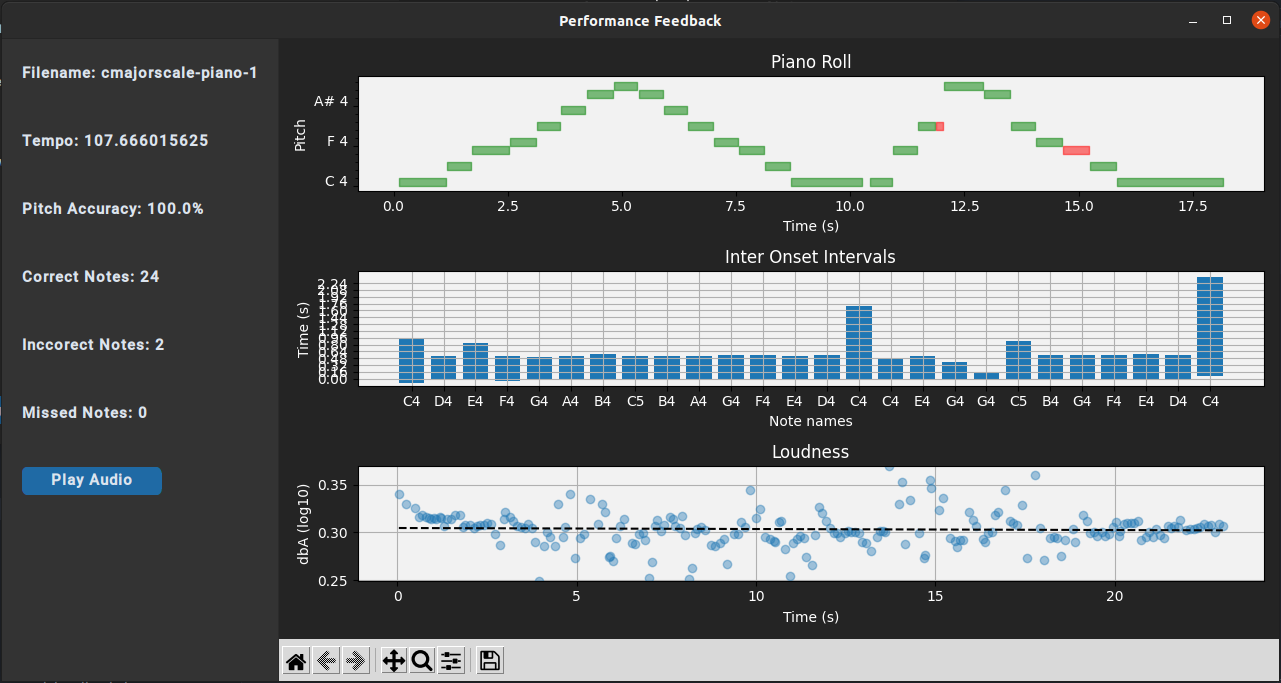 Performance Feedback
Filename: cmajorscale-piano-1
Tempo: 107.666015625
Pitch Accuracy: 100.0%
Correct Notes: 24
Inccorect Notes: 2
Missed Notes: 0
Play Audio
Piano Roll
Pitch
A# 4
F 4
C 4
0.0 2.5 5.0 7.5 10.0 12.5 15.0 17.5
Time (s)
Inter Onset Intervals
Time (s)
2.24
2.08
1.92
1.76
1.60
1.44
1.28
1.12
0.96
0.80
0.64
0.48
0.32
0.16
0.00
C4 D4 E4 F4 G4 A4 B4 C5 B4 A4 G4 F4 E4 D4 C4 C4 E4 G4 G4 C5 B4 G4 F4 E4 D4 C4
Note names
Loudness
dbA (log10)
0.35
0.30
0.25
0 5 10 15 20
Time (s)